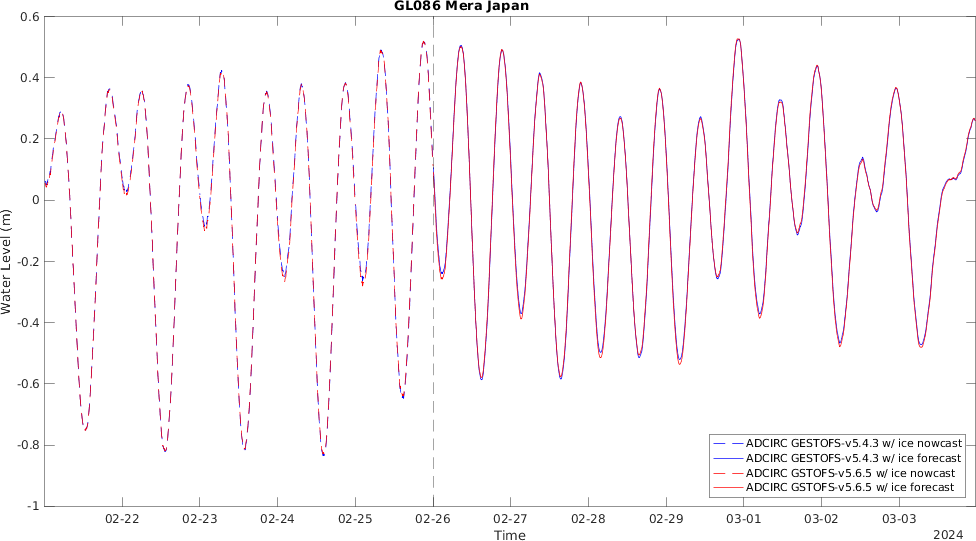 GL086 Mera Japan
0.6
0.4
0.2
0
-0.2
-0.4
-0.6
-0.8
-1
Water Level (m)
02-22 02-23 02-24 02-25 02-26 02-27 02-28 02-29 03-01 03-02 03-03
Time
2024
ADCIRC GESTOFS-v5.4.3 w/ ice nowcast
ADCIRC GESTOFS-v5.4.3 w/ ice forecast
ADCIRC GSTOFS-v5.6.5 w/ ice nowcast
ADCIRC GSTOFS-v5.6.5 w/ ice forecast